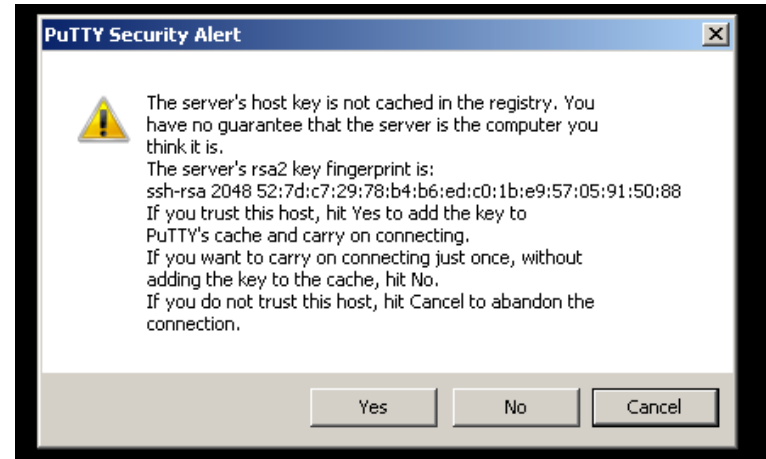 PuTTY Security Alert
The server's host key is not cached in the registry. You
have no guarantee that the server is the computer you
think it is.
The server's rsa2 key fingerprint is:
ssh-rsa 2048 52:7d:c7:29:78:b4:b6:ed:c0:1b:e9:57:05:91:50:88
If you trust this host, hit Yes to add the key to
PuTTY's cache and carry on connecting.
If you want to carry on connecting just once, without
adding the key to the cache, hit No.
If you do not trust this host, hit Cancel to abandon the
connection.
Yes No Cancel